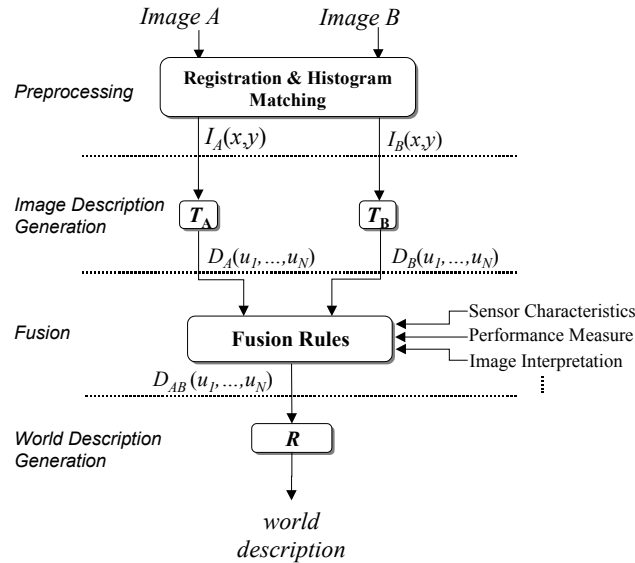 Image A
Image B
Registration & Histogram
Matching
Preprocessing
I_A(x,y)
I_B(x,y)
Image Description
Generation
T_A
T_B
D_A(u_1,...,u_N)
D_B(u_1,...,u_N)
Fusion
Fusion Rules
Sensor Characteristics
Performance Measure
Image Interpretation
D_AB(u_1,...,u_N)
World Description
Generation
R
world
description